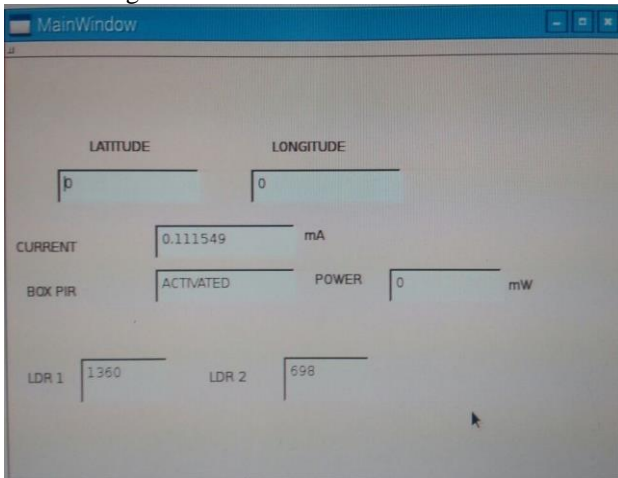 MainWindow
LATITUDE LONGITUDE
0 0
CURRENT 0.111549 mA
BOX PIR ACTIVATED POWER 0 mW
LDR 1 1360 LDR 2 698